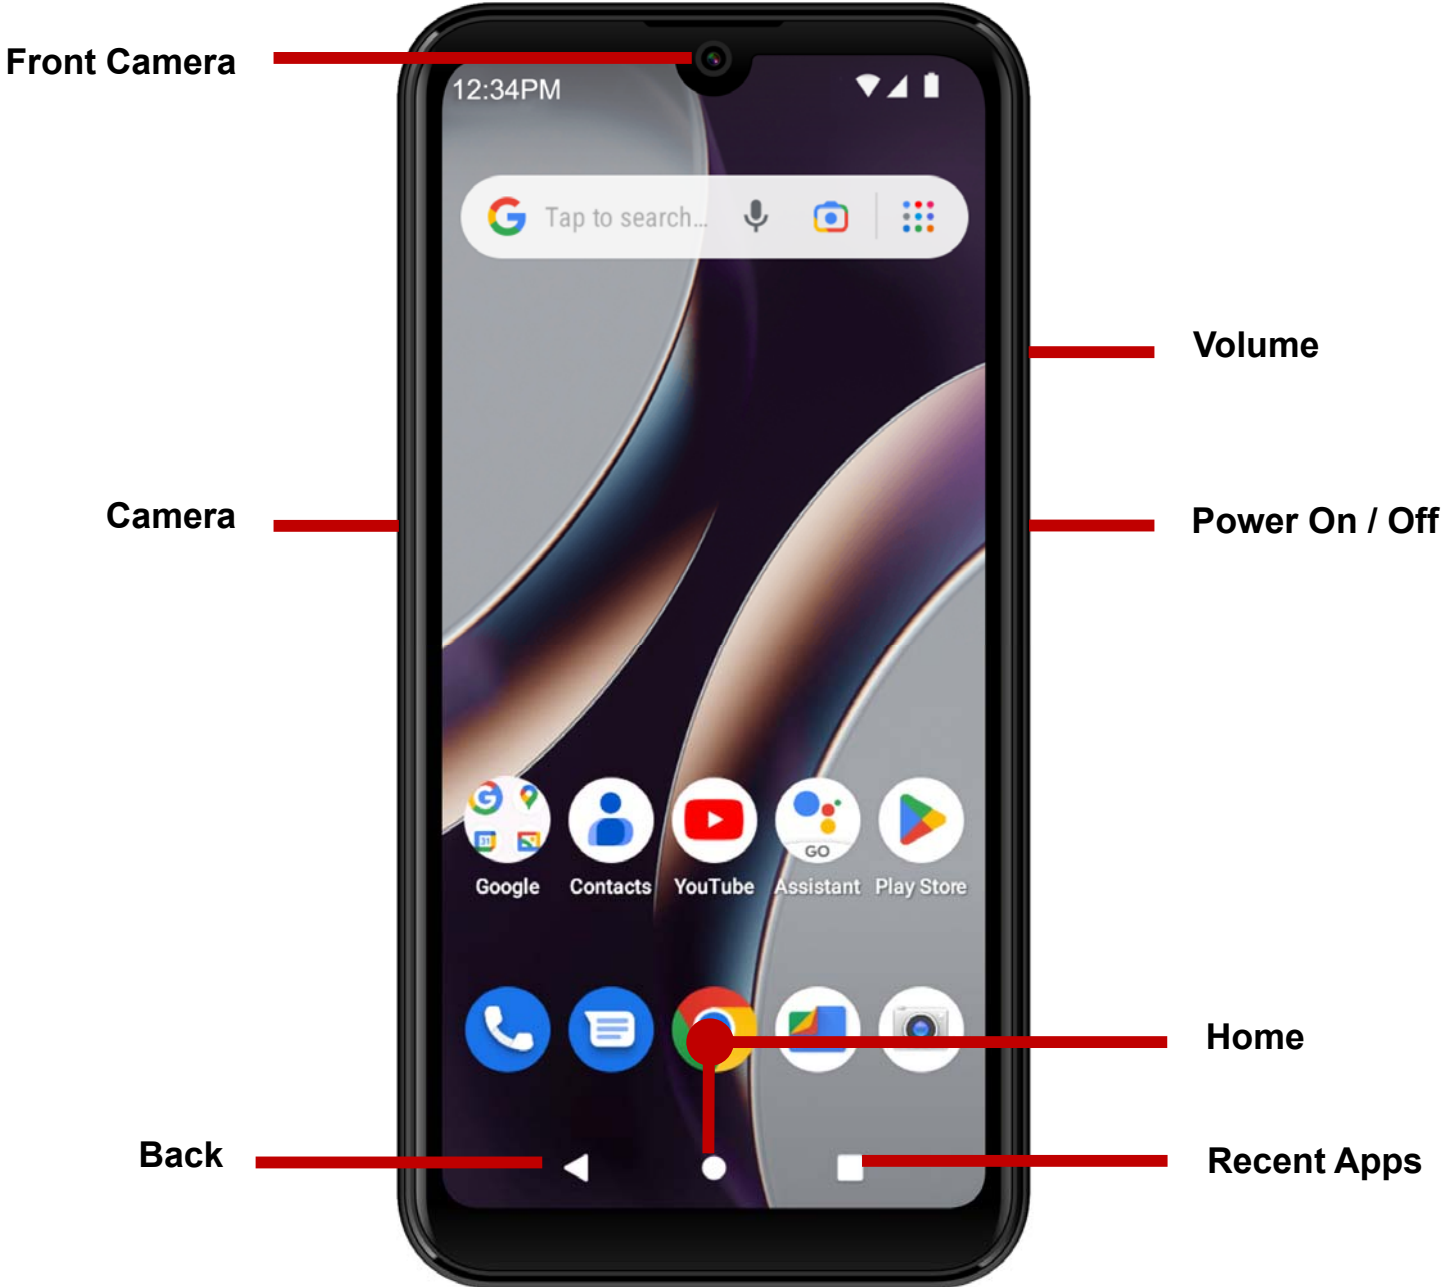 Front Camera
12:34PM
G Tap to search...
Volume
Camera
Power On / Off
G
31
GO
Google Contacts YouTube Assistant Play Store
Home
Back
Recent Apps